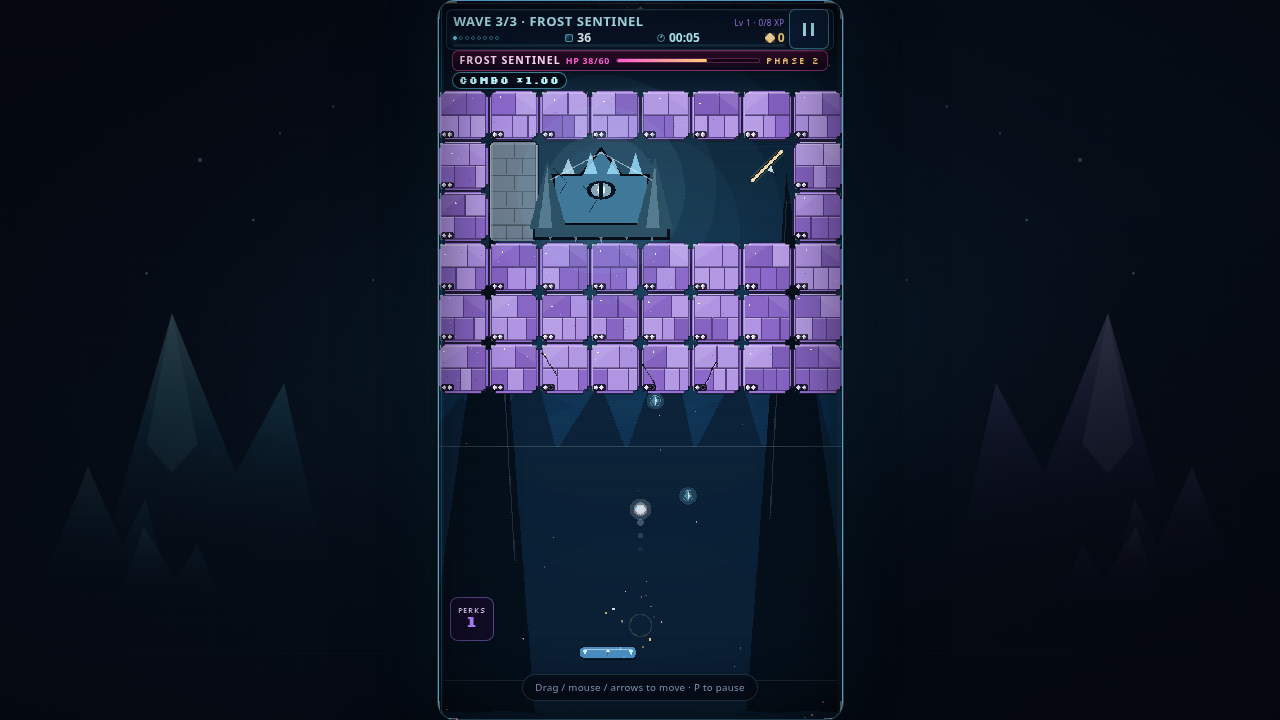 WAVE 3/3 · FROST SENTINEL
Lv 1 · 0/8 XP
36
00:05
0
FROST SENTINEL HP 38/60
PHASE 2
COMBO ×1.00
PERKS
1
Drag / mouse / arrows to move · P to pause